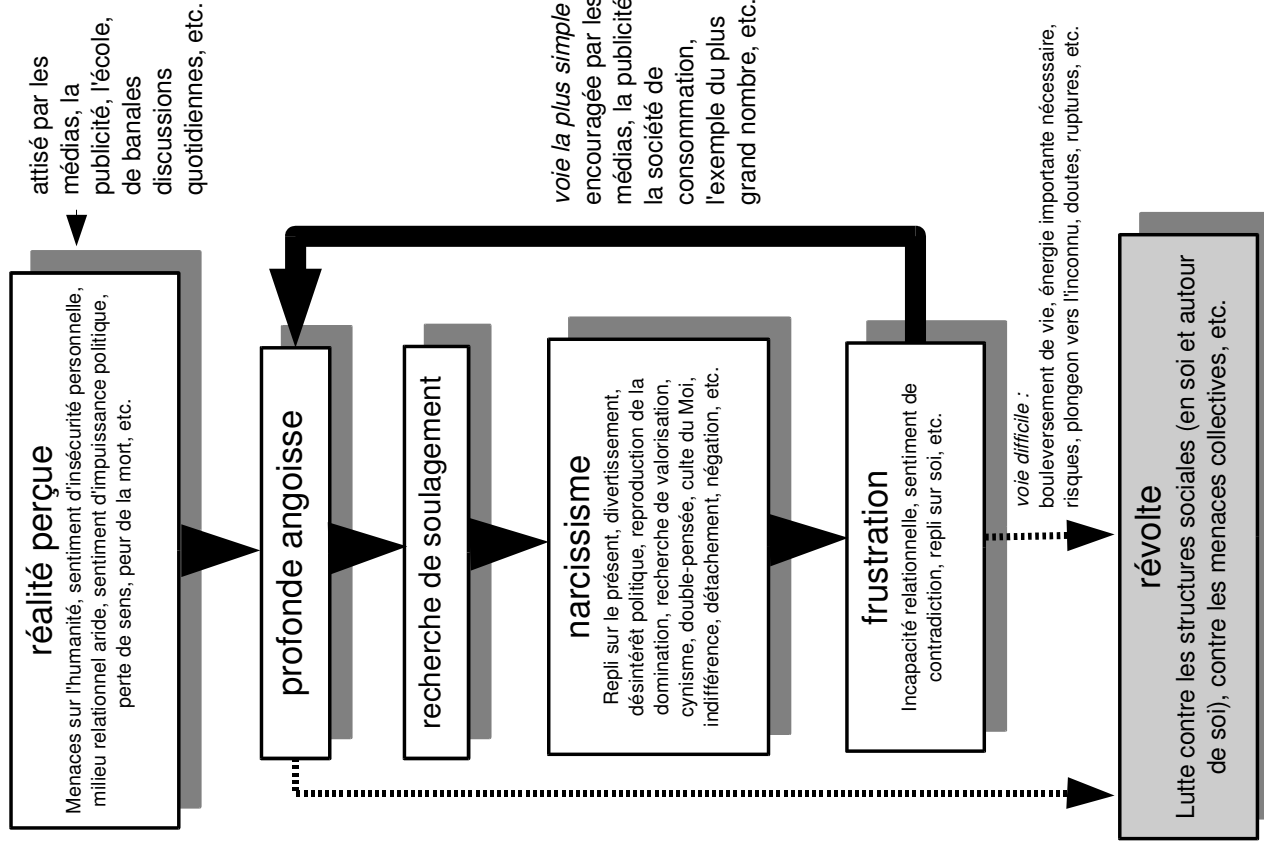 réalité perçue
Menaces sur l'humanité, sentiment d'insécurité personnelle,
milieu relationnel aride, sentiment d'impuissance politique,
perte de sens, peur de la mort, etc.
attisé par les
médias, la
publicité, l'école,
de banales
discussions
quotidiennes, etc.
profonde angoisse
recherche de soulagement
narcissisme
Repli sur le présent, divertissement,
désintérêt politique, reproduction de la
domination, recherche de valorisation,
cynisme, double-pensée, culte du Moi,
indifférence, détachement, négation, etc.
voie la plus simple
encouragée par les
médias, la publicité
la société de
consommation,
l'exemple du plus
grand nombre, etc.
frustration
Incapacité relationnelle, sentiment de
contradiction, repli sur soi, etc.
voie difficile :
bouleversement de vie, énergie importante nécessaire,
risques, plongeon vers l'inconnu, doutes, ruptures, etc.
révolte
Lutte contre les structures sociales (en soi et autour
de soi), contre les menaces collectives, etc.